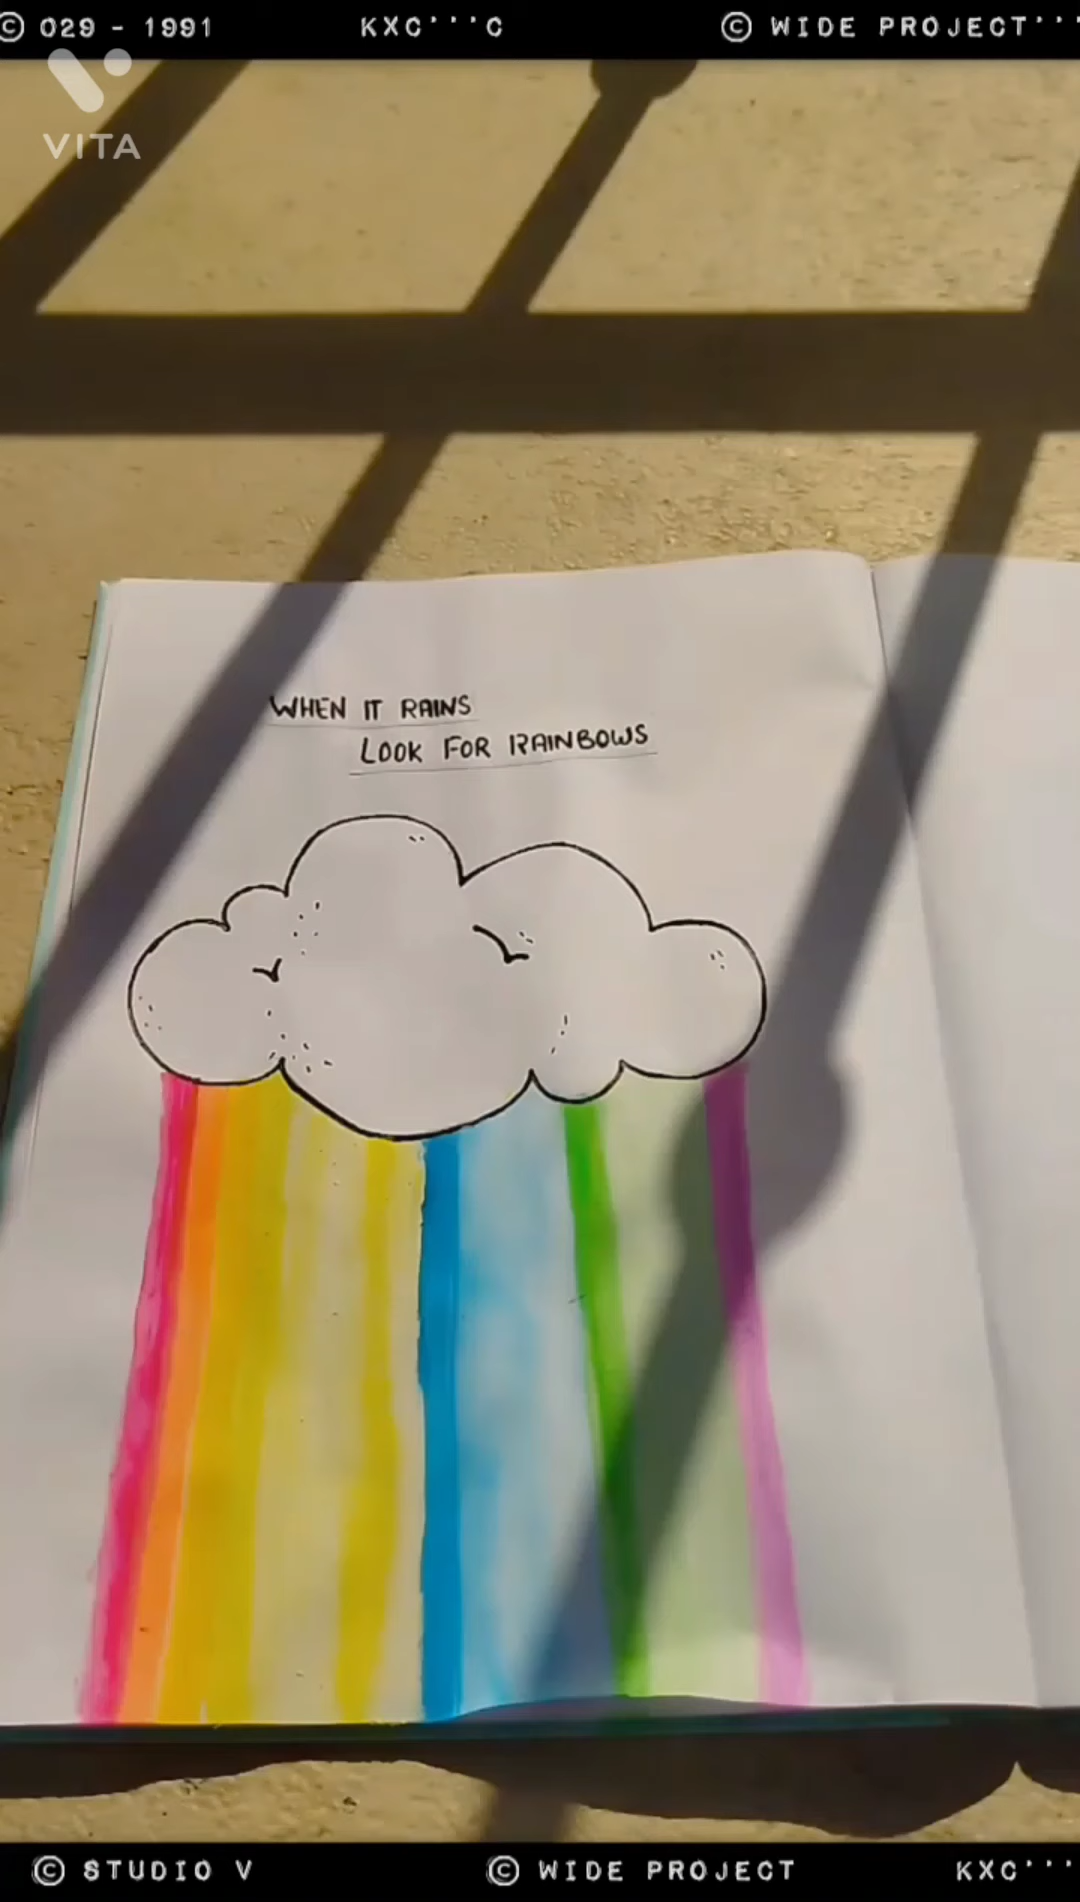 © 029 - 1991 KXC'''C © WIDE PROJECT'''
VITA
WHEN IT RAINS
LOOK FOR RAINBOWS
© STUDIO V © WIDE PROJECT KXC'''